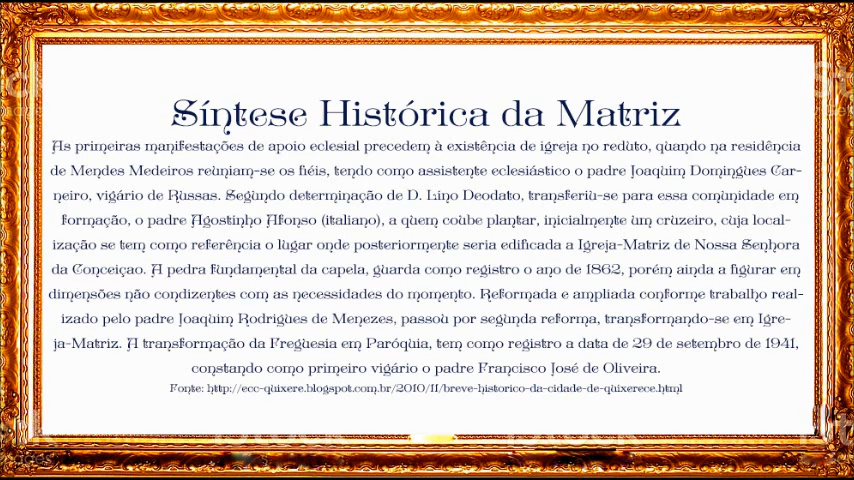 Síntese Histórica da Matriz
As primeiras manifestações de apoio eclesial precedem à existência de igreja no reduto, quando na residência
de Mendes Medeiros reuniam-se os fiéis, tendo como assistente eclesiástico o padre Joaquim Domingues Car-
neiro, vigário de Russas. Segundo determinação de D. Lino Deodato, transferiu-se para essa comunidade em
formação, o padre Agostinho Afonso (italiano), a quem coube plantar, inicialmente um cruzeiro, cuja local-
ização se tem como referência o lugar onde posteriormente seria edificada a Igreja-Matriz de Nossa Senhora
da Conceiçao. A pedra fundamental da capela, guarda como registro o ano de 1862, porém ainda a figurar em
dimensões não condizentes com as necessidades do momento. Reformada e ampliada conforme trabalho real-
izado pelo padre Joaquim Rodrigues de Menezes, passou por segunda reforma, transformando-se em Igre-
ja-Matriz. A transformação da Freguesia em Paróquia, tem como registro a data de 29 de setembro de 1941,
constando como primeiro vigário o padre Francisco José de Oliveira.
Fonte: http://ecc-quixere.blogspot.com.br/2010/11/breve-historico-da-cidade-de-quixerece.html